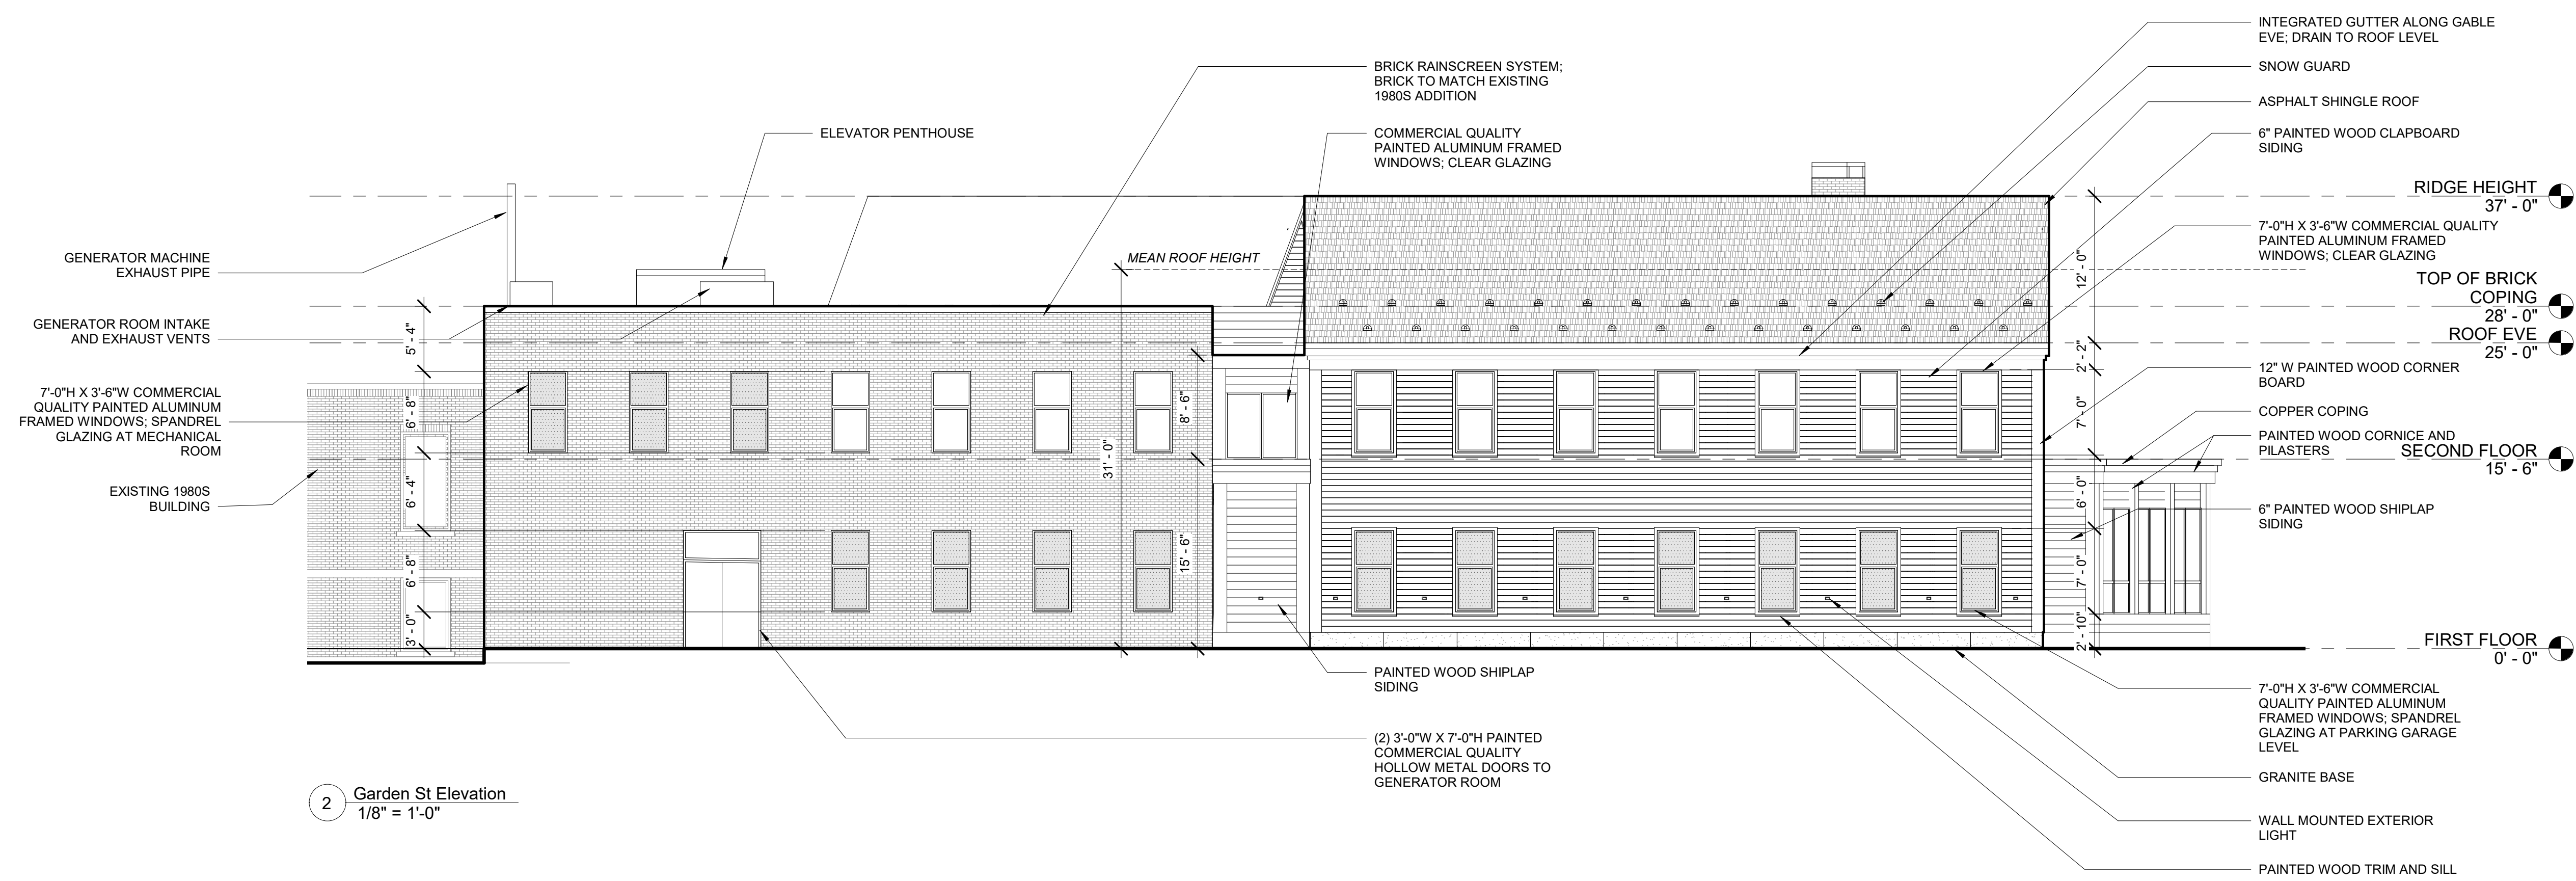 INTEGRATED GUTTER ALONG GABLE
EVE; DRAIN TO ROOF LEVEL
SNOW GUARD
ASPHALT SHINGLE ROOF
6" PAINTED WOOD CLAPBOARD
SIDING
BRICK RAINSCREEN SYSTEM;
BRICK TO MATCH EXISTING
1980S ADDITION
ELEVATOR PENTHOUSE
COMMERCIAL QUALITY
PAINTED ALUMINUM FRAMED
WINDOWS; CLEAR GLAZING
RIDGE HEIGHT
37' - 0"
7'-0"H X 3'-6"W COMMERCIAL QUALITY
PAINTED ALUMINUM FRAMED
WINDOWS; CLEAR GLAZING
GENERATOR MACHINE
EXHAUST PIPE
MEAN ROOF HEIGHT
12' - 0"
TOP OF BRICK
COPING
28' - 0"
GENERATOR ROOM INTAKE
AND EXHAUST VENTS
5' - 4"
ROOF EVE
25' - 0"
2' - 2"
12" W PAINTED WOOD CORNER
BOARD
7'-0"H X 3'-6"W COMMERCIAL
QUALITY PAINTED ALUMINUM
FRAMED WINDOWS; SPANDREL
GLAZING AT MECHANICAL
ROOM
6' - 8"
8' - 6"
7' - 0"
COPPER COPING
PAINTED WOOD CORNICE AND
PILASTERS
SECOND FLOOR
15' - 6"
31' - 0"
EXISTING 1980S
BUILDING
6' - 4"
6' - 0"
6" PAINTED WOOD SHIPLAP
SIDING
6' - 8"
15' - 6"
7' - 0"
3' - 0"
2' - 10"
FIRST FLOOR
0' - 0"
PAINTED WOOD SHIPLAP
SIDING
7'-0"H X 3'-6"W COMMERCIAL
QUALITY PAINTED ALUMINUM
FRAMED WINDOWS; SPANDREL
GLAZING AT PARKING GARAGE
LEVEL
(2) 3'-0"W X 7'-0"H PAINTED
COMMERCIAL QUALITY
HOLLOW METAL DOORS TO
GENERATOR ROOM
GRANITE BASE
2 Garden St Elevation
1/8" = 1'-0"
WALL MOUNTED EXTERIOR
LIGHT
PAINTED WOOD TRIM AND SILL